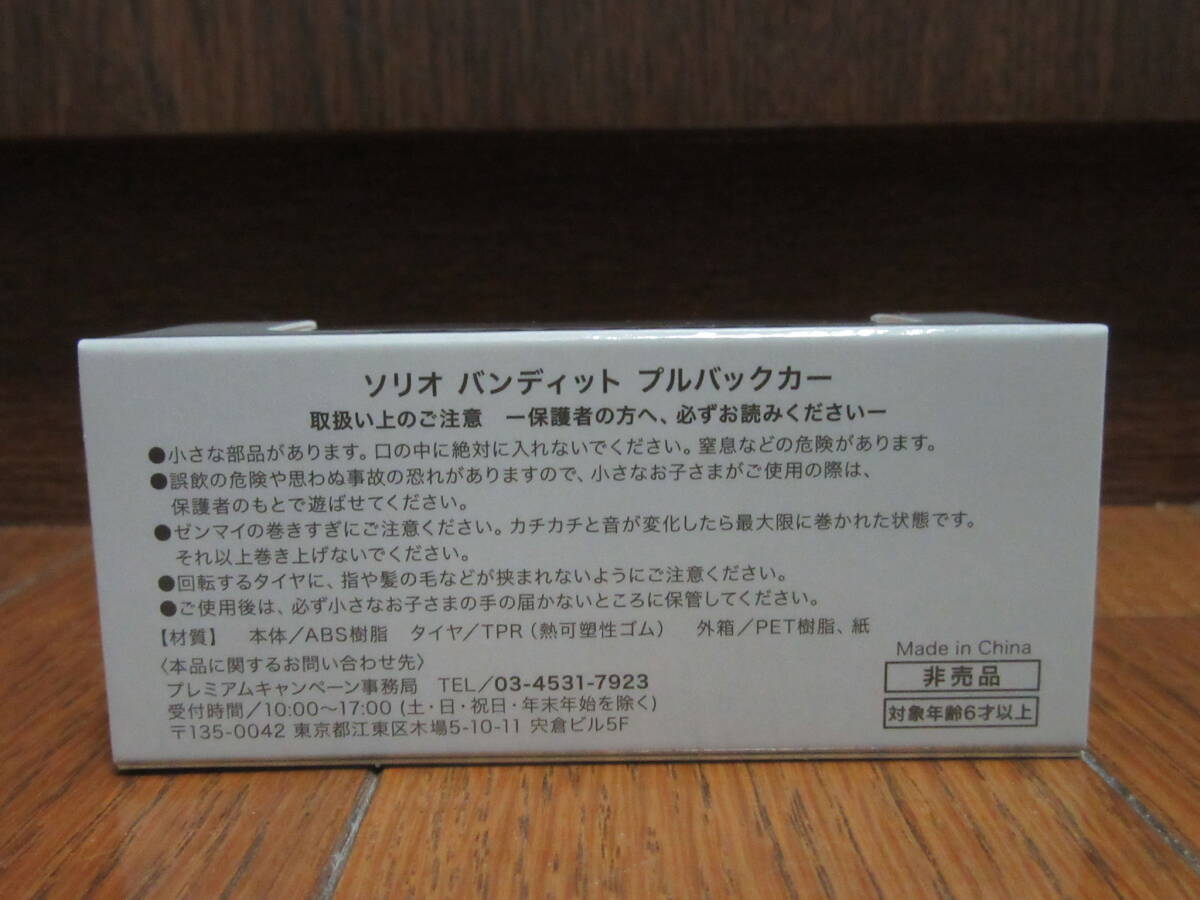 ソリオ バンディット プルバックカー
取扱い上のご注意 ー保護者の方へ、必ずお読みくださいー
●小さな部品があります。口の中に絶対に入れないでください。窒息などの危険があります。
●誤飲の危険や思わぬ事故の恐れがありますので、小さなお子さまがご使用の際は、
保護者のもとで遊ばせてください。
●ゼンマイの巻きすぎにご注意ください。カチカチと音が変化したら最大限に巻かれた状態です。
それ以上巻き上げないでください。
●回転するタイヤに、指や髪の毛などが挟まれないようにご注意ください。
●ご使用後は、必ず小さなお子さまの手の届かないところに保管してください。
【材質】 本体/ABS樹脂 タイヤ/TPR（熱可塑性ゴム） 外箱/PET樹脂、紙
〈本品に関するお問い合わせ先〉
プレミアムキャンペーン事務局 TEL/03-4531-7923
受付時間/10:00〜17:00 (土・日・祝日・年末年始を除く)
〒135-0042 東京都江東区木場5-10-11 宍倉ビル5F
Made in China
非売品
対象年齢6才以上